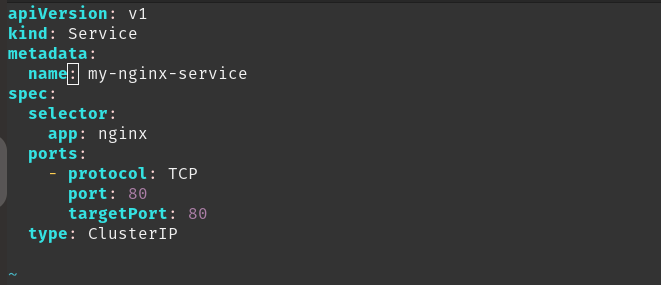 apiVersion: v1
kind: Service
metadata:
  name: my-nginx-service
spec:
  selector:
    app: nginx
  ports:
    - protocol: TCP
      port: 80
      targetPort: 80
  type: ClusterIP
~